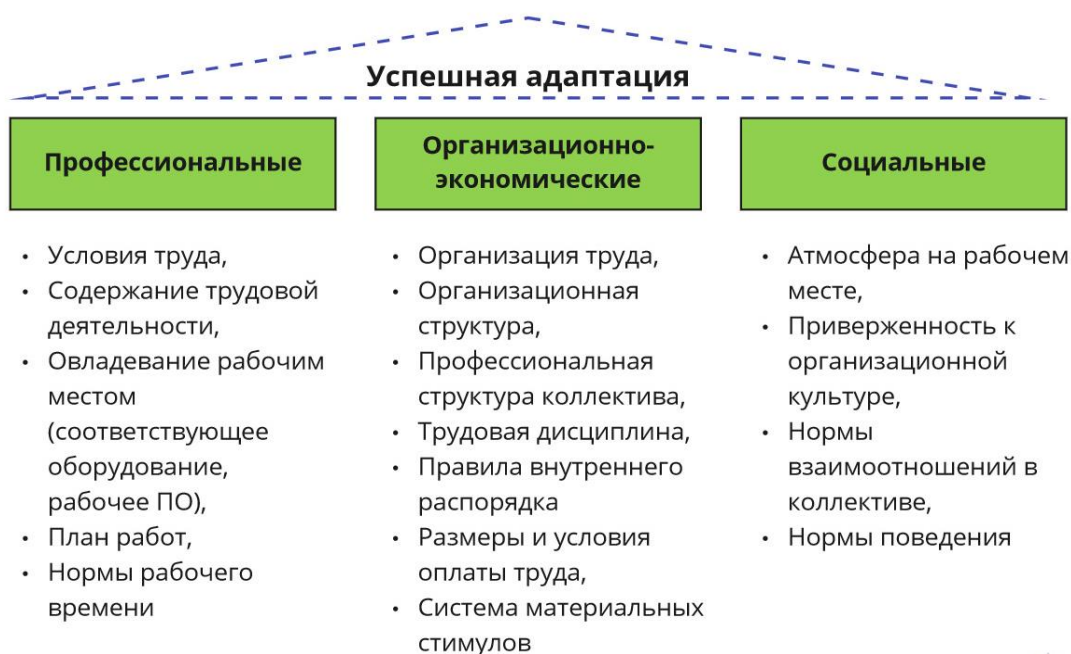 Успешная адаптация
Профессиональные
• Условия труда,
• Содержание трудовой
деятельности,
• Овладевание рабочим
местом
(соответствующее
оборудование,
рабочее ПО),
• План работ,
• Нормы рабочего
времени
Организационно-
экономические
• Организация труда,
• Организационная
структура,
• Профессиональная
структура коллектива,
• Трудовая дисциплина,
• Правила внутреннего
распорядка
• Размеры и условия
оплаты труда,
• Система материальных
стимулов
Социальные
• Атмосфера на рабочем
месте,
• Приверженность к
организационной
культуре,
• Нормы
взаимоотношений в
коллективе,
• Нормы поведения